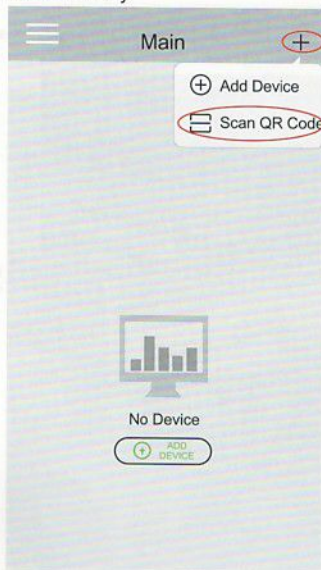 Main
Add Device
Scan QR Code
No Device
ADD
DEVICE